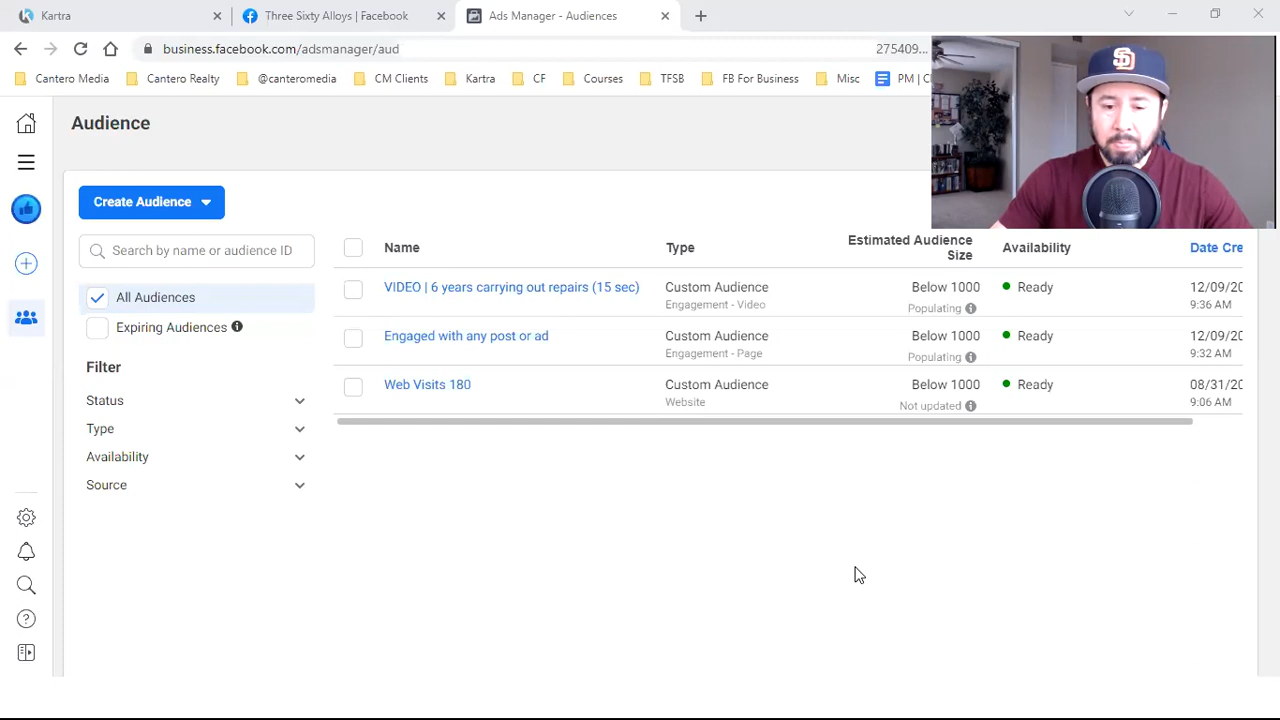 Kartra
Three Sixty Alloys | Facebook
Ads Manager - Audiences
business.facebook.com/adsmanager/aud
275409...
Cantero Media
Cantero Realty
@canteromedia
CM Clients
Kartra
CF
Courses
TFSB
FB For Business
Misc
PM | C
SD
Audience
Create Audience
Search by name or audience ID
All Audiences
Expiring Audiences
Filter
Status
Type
Availability
Source
Name
Type
Estimated Audience
Size
Availability
Date Cre
VIDEO | 6 years carrying out repairs (15 sec)
Custom Audience
Engagement - Video
Below 1000
Populating
Ready
12/09/20
9:36 AM
Engaged with any post or ad
Custom Audience
Engagement - Page
Below 1000
Populating
Ready
12/09/20
9:32 AM
Web Visits 180
Custom Audience
Website
Below 1000
Not updated
Ready
08/31/20
9:06 AM